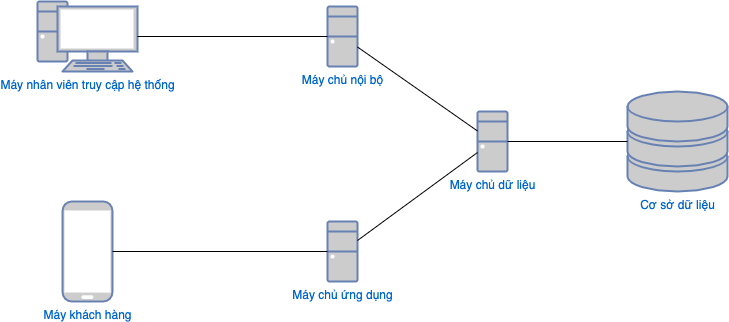 Máy nhân viên truy cập hệ thống
Máy chủ nội bộ
Máy chủ dữ liệu
Cơ sở dữ liệu
Máy khách hàng
Máy chủ ứng dụng